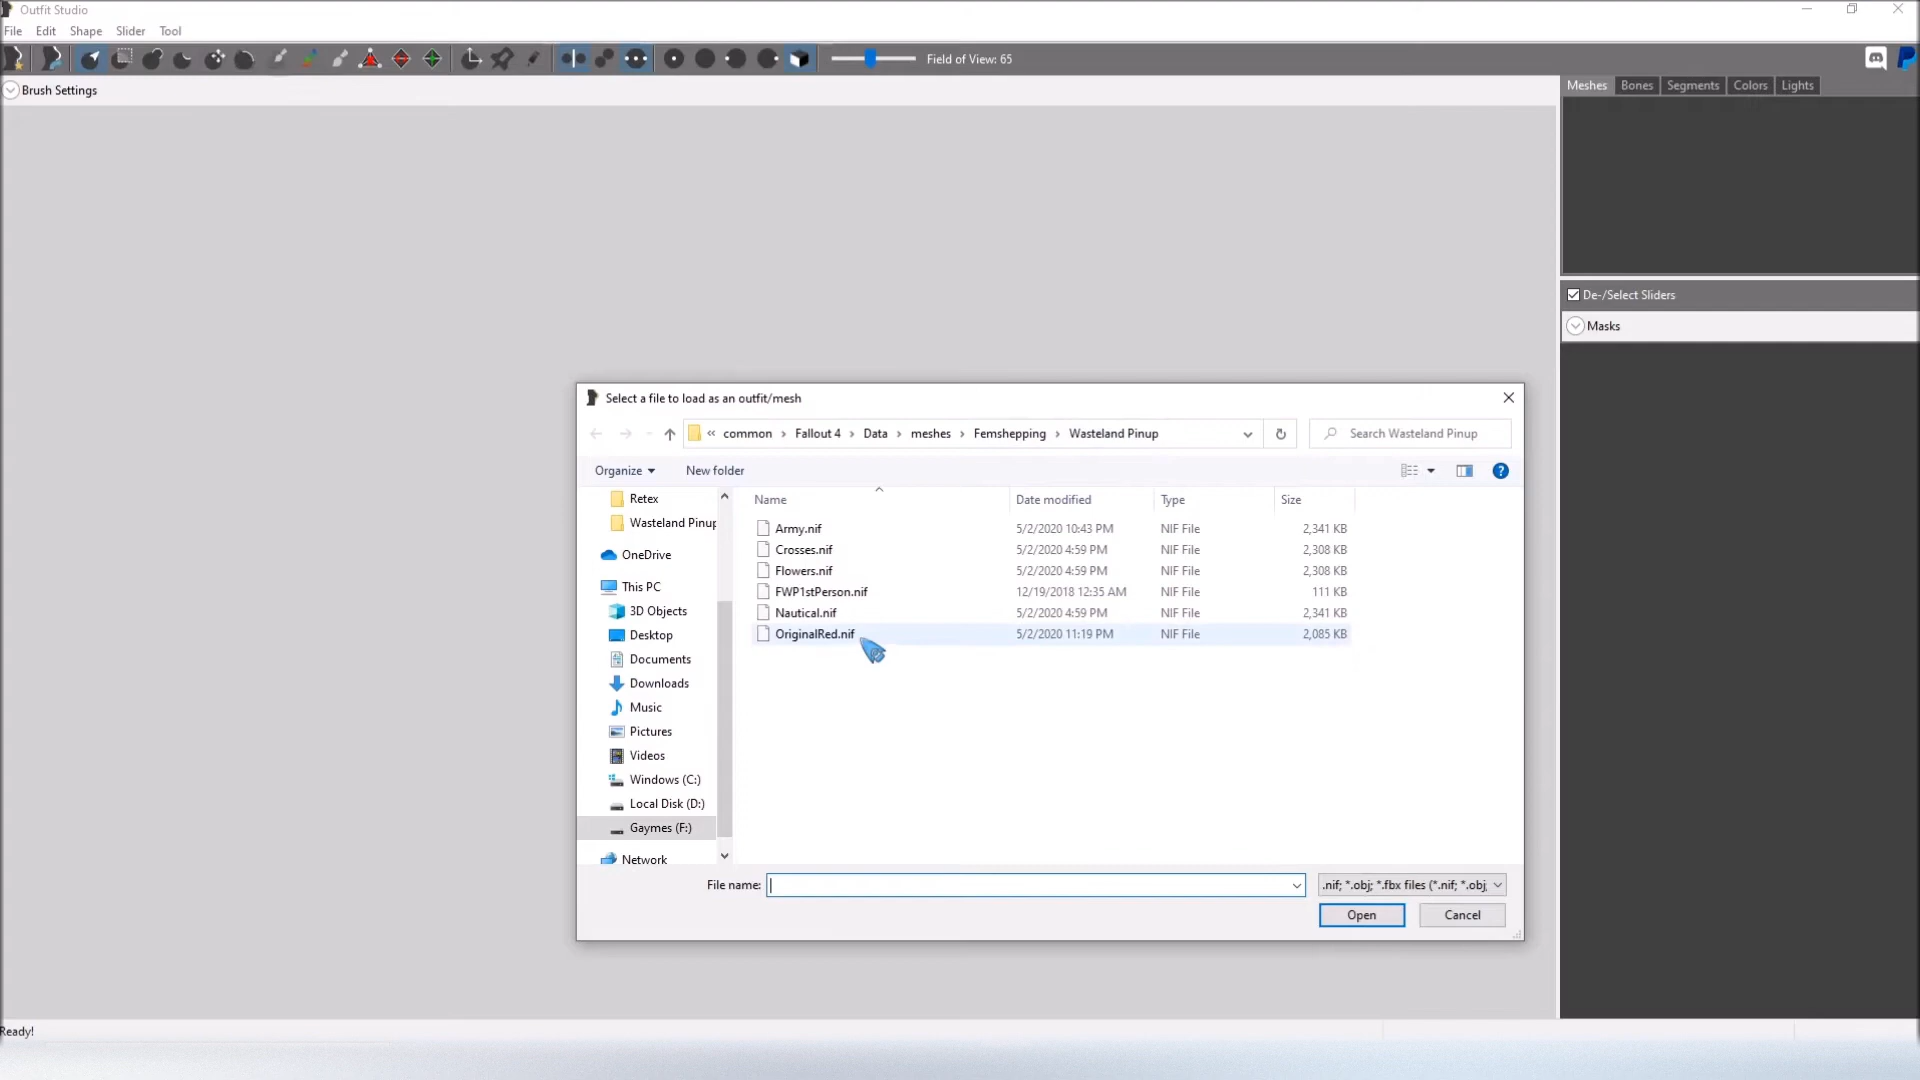 Outfit Studio
File Edit Shape Slider Tool
Field of View: 65
Brush Settings
Meshes Bones Segments Colors Lights
De-/Select Sliders
Masks
Select a file to load as an outfit/mesh
« common › Fallout 4 › Data › meshes › Femshepping › Wasteland Pinup
Search Wasteland Pinup
Organize New folder
Name Date modified Type Size
Retex
Wasteland Pinup
OneDrive
This PC
3D Objects
Desktop
Documents
Downloads
Music
Pictures
Videos
Windows (C:)
Local Disk (D:)
Gaymes (F:)
Network
Army.nif 5/2/2020 10:43 PM NIF File 2,341 KB
Crosses.nif 5/2/2020 4:59 PM NIF File 2,308 KB
Flowers.nif 5/2/2020 4:59 PM NIF File 2,308 KB
FWP1stPerson.nif 12/19/2018 12:35 AM NIF File 111 KB
Nautical.nif 5/2/2020 4:59 PM NIF File 2,341 KB
OriginalRed.nif 5/2/2020 11:19 PM NIF File 2,085 KB
File name:
.nif; *.obj; *.fbx files (*.nif; *.obj;
Open Cancel
Ready!